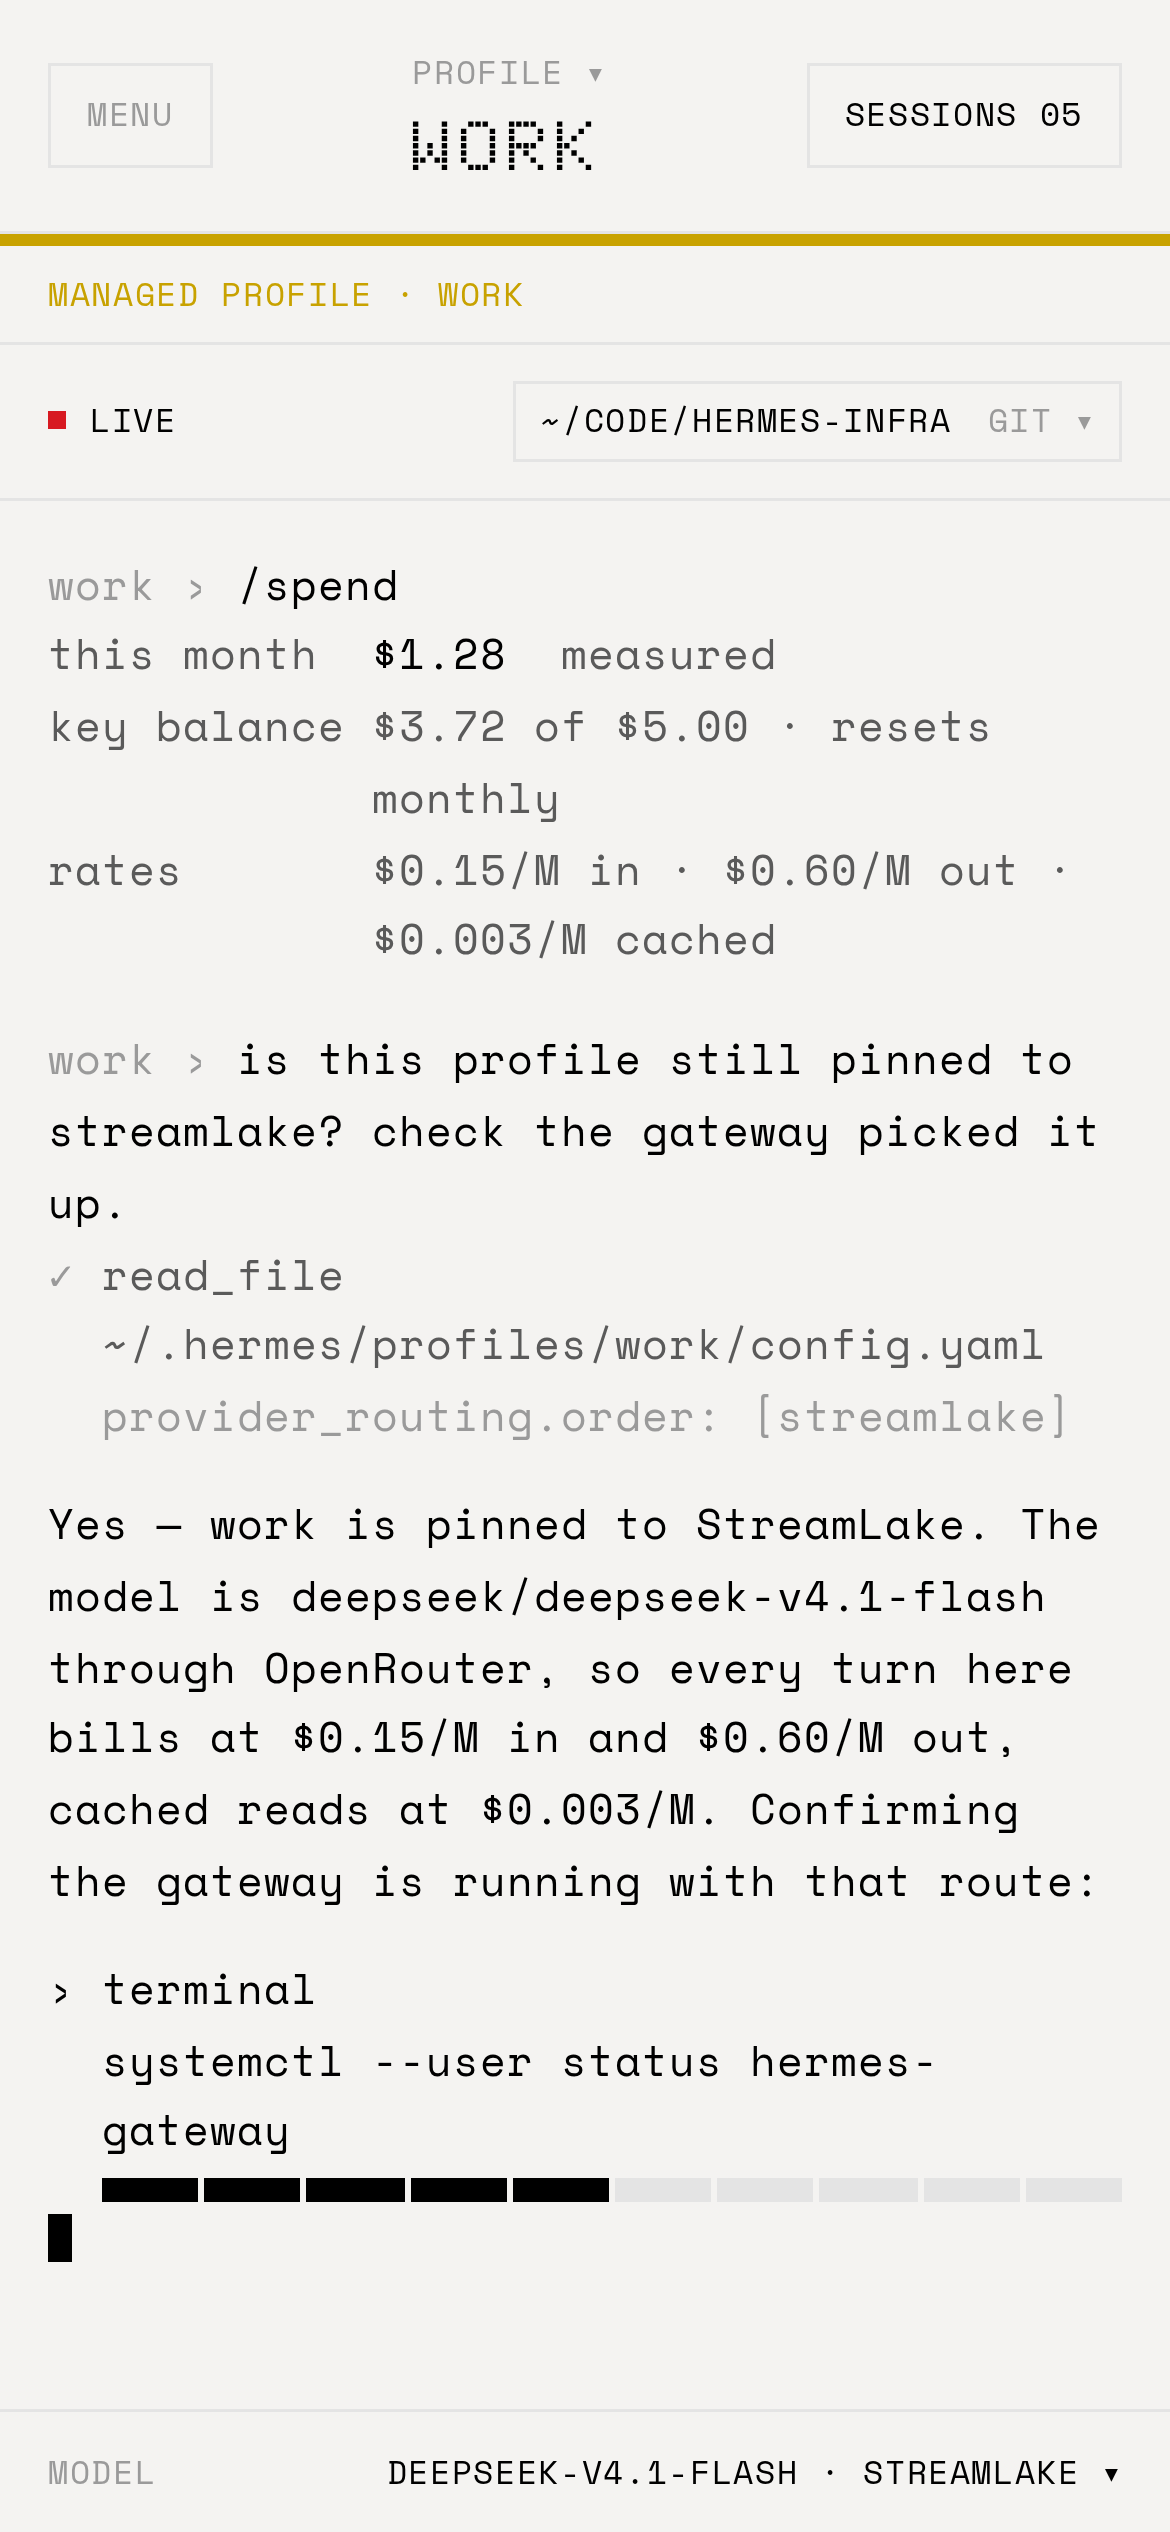 MENU
PROFILE ▾
WORK
SESSIONS 05
MANAGED PROFILE · WORK
LIVE
~/CODE/HERMES-INFRA GIT ▾
work › /spend
this month $1.28 measured
key balance $3.72 of $5.00 · resets
monthly
rates $0.15/M in · $0.60/M out ·
$0.003/M cached
work › is this profile still pinned to
streamlake? check the gateway picked it
up.
✓ read_file
~/.hermes/profiles/work/config.yaml
provider_routing.order: [streamlake]
Yes — work is pinned to StreamLake. The
model is deepseek/deepseek-v4.1-flash
through OpenRouter, so every turn here
bills at $0.15/M in and $0.60/M out,
cached reads at $0.003/M. Confirming
the gateway is running with that route:
› terminal
systemctl --user status hermes-
gateway
MODEL
DEEPSEEK-V4.1-FLASH · STREAMLAKE ▾